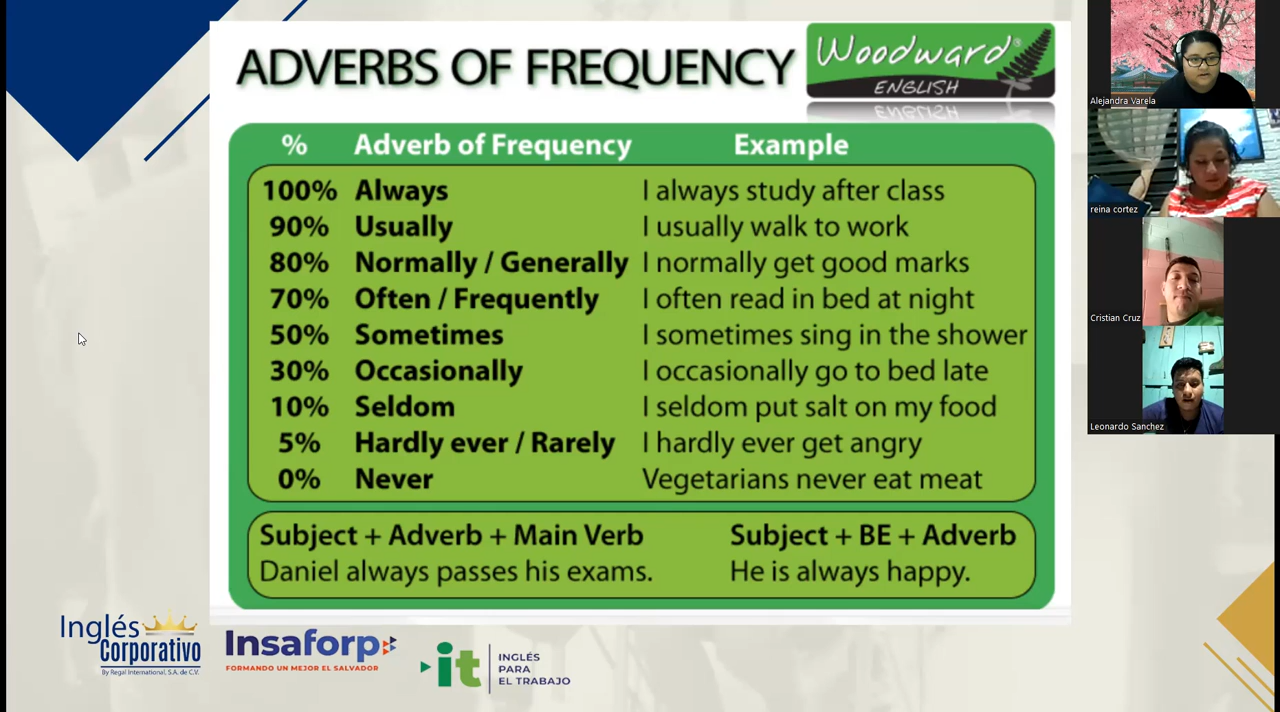 ADVERBS OF FREQUENCY
Woodward®
ENGLISH
% Adverb of Frequency Example
100% Always I always study after class
90% Usually I usually walk to work
80% Normally / Generally I normally get good marks
70% Often / Frequently I often read in bed at night
50% Sometimes I sometimes sing in the shower
30% Occasionally I occasionally go to bed late
10% Seldom I seldom put salt on my food
5% Hardly ever / Rarely I hardly ever get angry
0% Never Vegetarians never eat meat
Subject + Adverb + Main Verb Subject + BE + Adverb
Daniel always passes his exams. He is always happy.
Inglés
Corporativo
By Regal International, S.A. de C.V.
Insaforp
FORMANDO UN MEJOR EL SALVADOR
it
INGLÉS
PARA
EL TRABAJO
Alejandra Varela
reina cortez
Cristian Cruz
Leonardo Sanchez